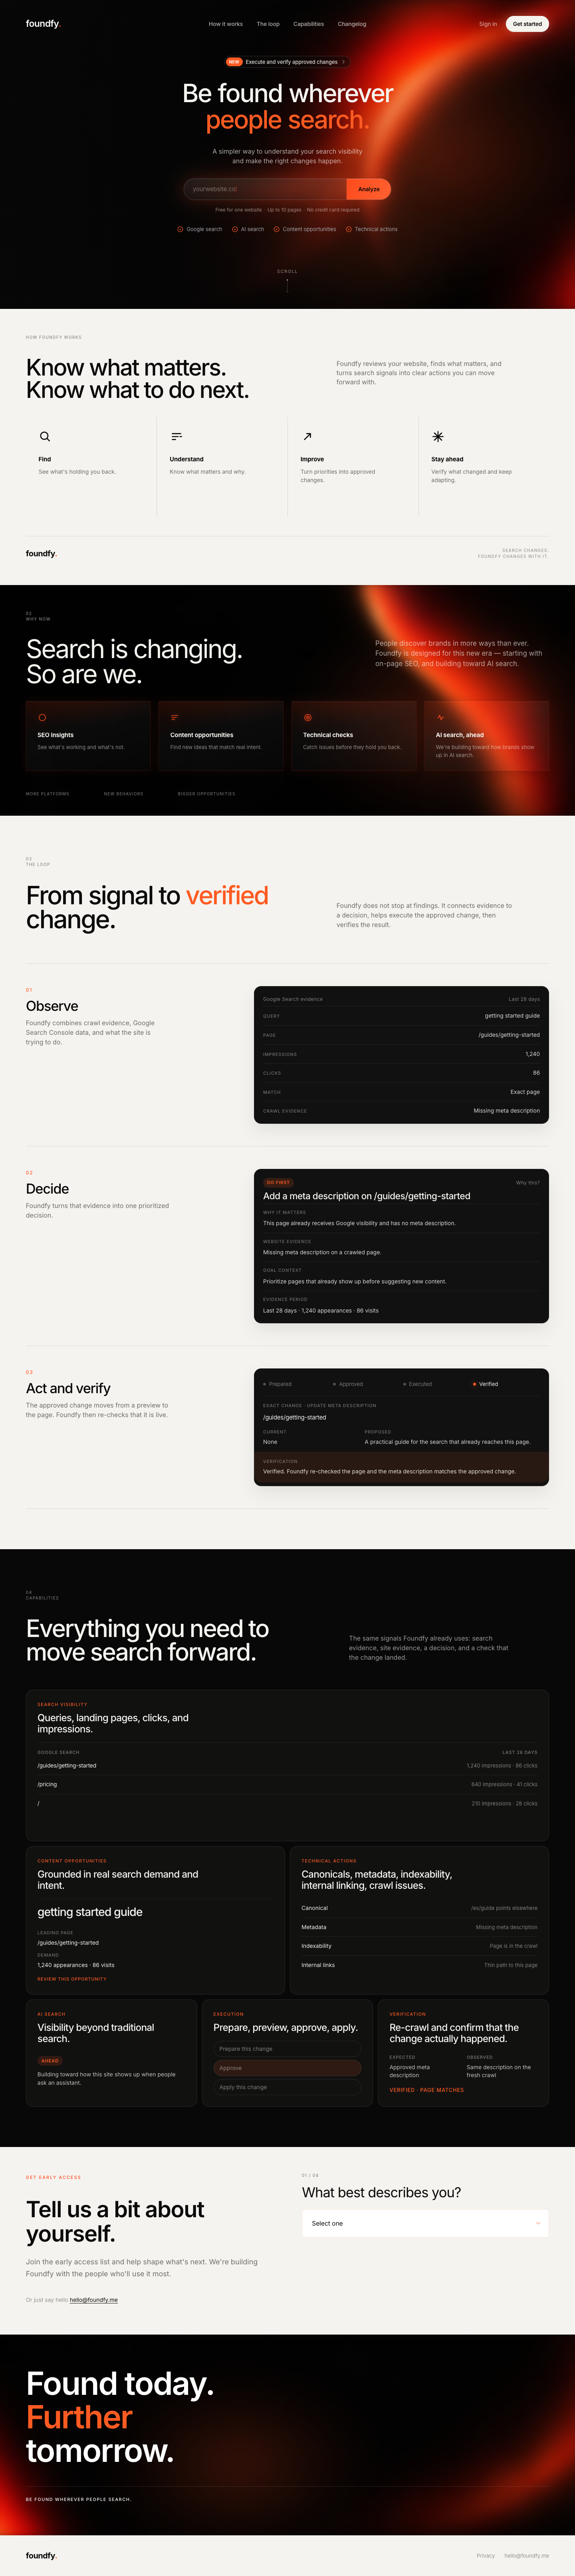 foundfy.
How it works
The loop
Capabilities
Changelog
Sign in
Get started
NEW Execute and verify approved changes
Be found wherever
people search.
A simpler way to understand your search visibility
and make the right changes happen.
yourwebsite.co
Analyze
Free for one website · Up to 10 pages · No credit card required
Google search
AI search
Content opportunities
Technical actions
SCROLL
HOW FOUNDFY WORKS
Know what matters.
Know what to do next.
Foundfy reviews your website, finds what matters, and
turns search signals into clear actions you can move
forward with.
Find
See what's holding you back.
Understand
Know what matters and why.
Improve
Turn priorities into approved
changes.
Stay ahead
Verify what changed and keep
adapting.
foundfy.
SEARCH CHANGES.
FOUNDFY CHANGES WITH IT.
02
WHY NOW
Search is changing.
So are we.
People discover brands in more ways than ever.
Foundfy is designed for this new era — starting with
on-page SEO, and building toward AI search.
SEO insights
See what's working and what's not.
Content opportunities
Find new ideas that match real intent.
Technical checks
Catch issues before they hold you back.
AI search, ahead
We're building toward how brands show
up in AI search.
MORE PLATFORMS
NEW BEHAVIORS
BIGGER OPPORTUNITIES
03
THE LOOP
From signal to verified
change.
Foundfy does not stop at findings. It connects evidence to
a decision, helps execute the approved change, then
verifies the result.
01
Observe
Foundfy combines crawl evidence, Google
Search Console data, and what the site is
trying to do.
Google Search evidence
Last 28 days
QUERY
getting started guide
PAGE
/guides/getting-started
IMPRESSIONS
1,240
CLICKS
86
MATCH
Exact page
CRAWL EVIDENCE
Missing meta description
02
Decide
Foundfy turns that evidence into one prioritized
decision.
DO FIRST
Why this?
Add a meta description on /guides/getting-started
WHY IT MATTERS
This page already receives Google visibility and has no meta description.
WEBSITE EVIDENCE
Missing meta description on a crawled page.
GOAL CONTEXT
Prioritize pages that already show up before suggesting new content.
EVIDENCE PERIOD
Last 28 days · 1,240 appearances · 86 visits
03
Act and verify
The approved change moves from a preview to
the page. Foundfy then re-checks that it is live.
Prepared
Approved
Executed
Verified
EXACT CHANGE · UPDATE META DESCRIPTION
/guides/getting-started
CURRENT
None
PROPOSED
A practical guide for the search that already reaches this page.
VERIFICATION
Verified. Foundfy re-checked the page and the meta description matches the approved change.
04
CAPABILITIES
Everything you need to
move search forward.
The same signals Foundfy already uses: search
evidence, site evidence, a decision, and a check that
the change landed.
SEARCH VISIBILITY
Queries, landing pages, clicks, and
impressions.
GOOGLE SEARCH
LAST 28 DAYS
/guides/getting-started
1,240 impressions · 86 clicks
/pricing
640 impressions · 41 clicks
/
210 impressions · 28 clicks
CONTENT OPPORTUNITIES
Grounded in real search demand and
intent.
getting started guide
LEADING PAGE
/guides/getting-started
DEMAND
1,240 appearances · 86 visits
REVIEW THIS OPPORTUNITY
TECHNICAL ACTIONS
Canonicals, metadata, indexability,
internal linking, crawl issues.
Canonical
/es/guide points elsewhere
Metadata
Missing meta description
Indexability
Page is in the crawl
Internal links
Thin path to this page
AI SEARCH
Visibility beyond traditional
search.
AHEAD
Building toward how this site shows up when people
ask an assistant.
EXECUTION
Prepare, preview, approve, apply.
Prepare this change
Approve
Apply this change
VERIFICATION
Re-crawl and confirm that the
change actually happened.
EXPECTED
Approved meta
description
OBSERVED
Same description on the
fresh crawl
VERIFIED · PAGE MATCHES
GET EARLY ACCESS
Tell us a bit about
yourself.
Join the early access list and help shape what's next. We're building
Foundfy with the people who'll use it most.
Or just say hello hello@foundfy.me
What best describes you?
Select one
Found today.
Further
tomorrow.
BE FOUND WHEREVER PEOPLE SEARCH.
foundfy.
Privacy
hello@foundfy.me